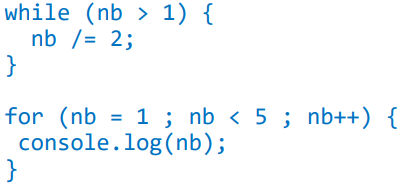 while (nb > 1) {
  nb /= 2;
}

for (nb = 1 ; nb < 5 ; nb++) {
 console.log(nb);
}